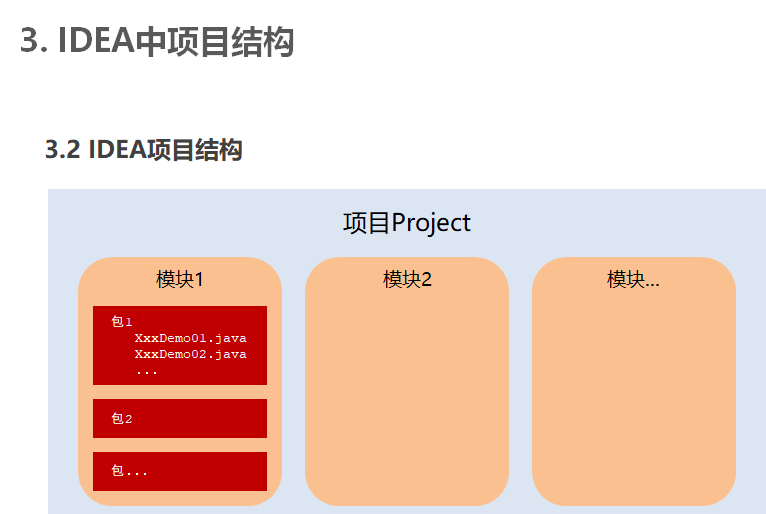 3. IDEA中项目结构
3.2 IDEA项目结构
项目Project
模块1
包1
XxxDemo01.java
XxxDemo02.java
...
包2
包...
模块2
模块...